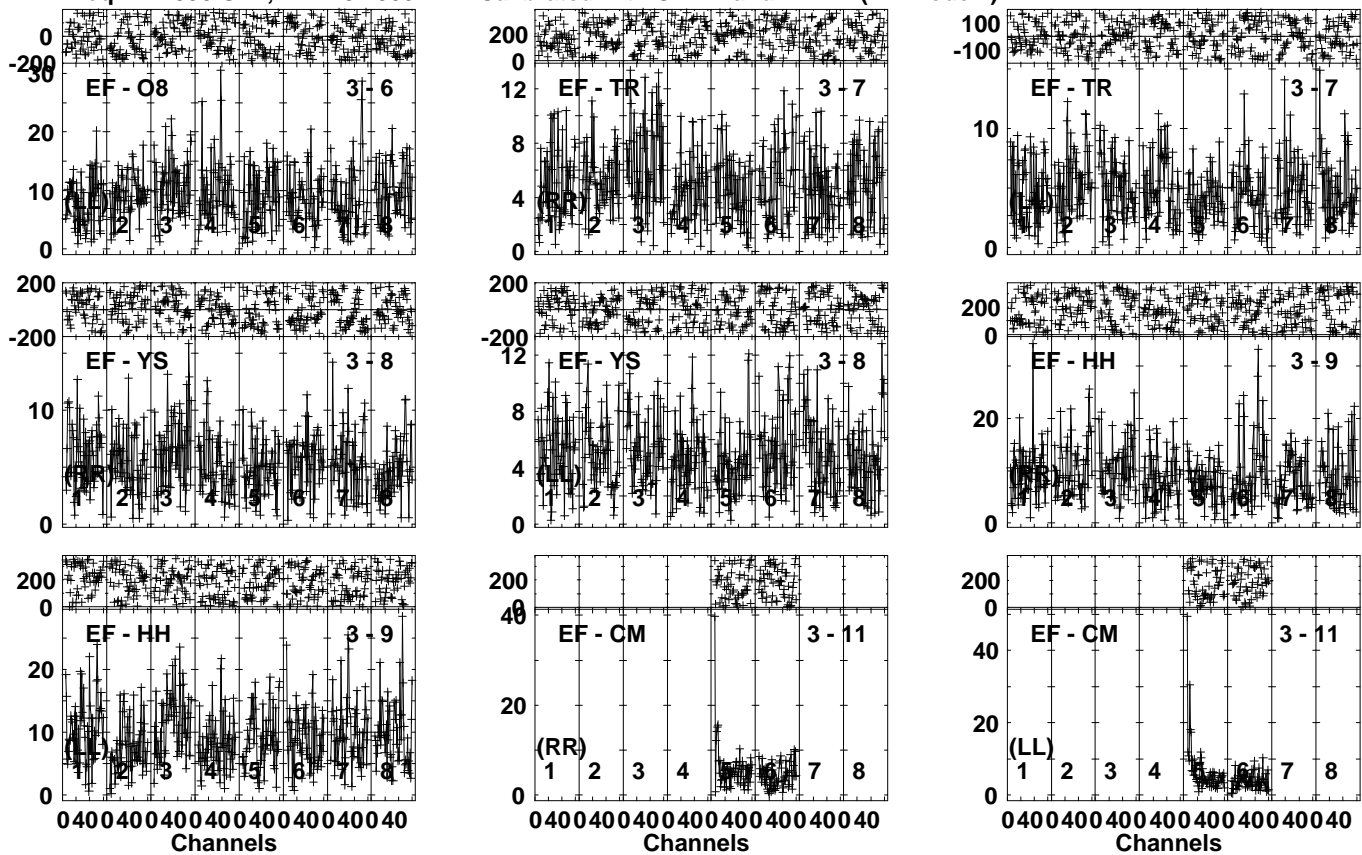 0 200 100
-200 0 -100
30 EF - O8 3 - 6 12 EF - TR 3 - 7 EF - TR 3 - 7
20 8 10
10 (LL) 4 (RR) (LL)
1 2 3 4 5 6 7 8 1 2 3 4 5 6 7 8 1 2 3 4 5 6 7 8
0 0 0
200 200 200
-200 -200 0
EF - YS 3 - 8 12 EF - YS 3 - 8 EF - HH 3 - 9
10 8 20
(RR) 4 (LL) 10 (RR)
1 2 3 4 5 6 7 8 1 2 3 4 5 6 7 8 1 2 3 4 5 6 7 8
0 0 0
200 200 200
0 0 0
EF - HH 3 - 9 40 EF - CM 3 - 11 EF - CM 3 - 11
20 20 40
10 (LL) (RR) 20 (LL)
1 2 3 4 5 6 7 8 1 2 3 4 5 6 7 8 1 2 3 4 5 6 7 8
0 0 0
0 40 0 40 0 40 0 40 0 40 0 40 0 40 0 40 0 40 0 40 0 40 0 40 0 40 0 40 0 40 0 40 0 40 0 40 0 40 0 40 0 40 0 40 0 40 0 40
Channels Channels Channels